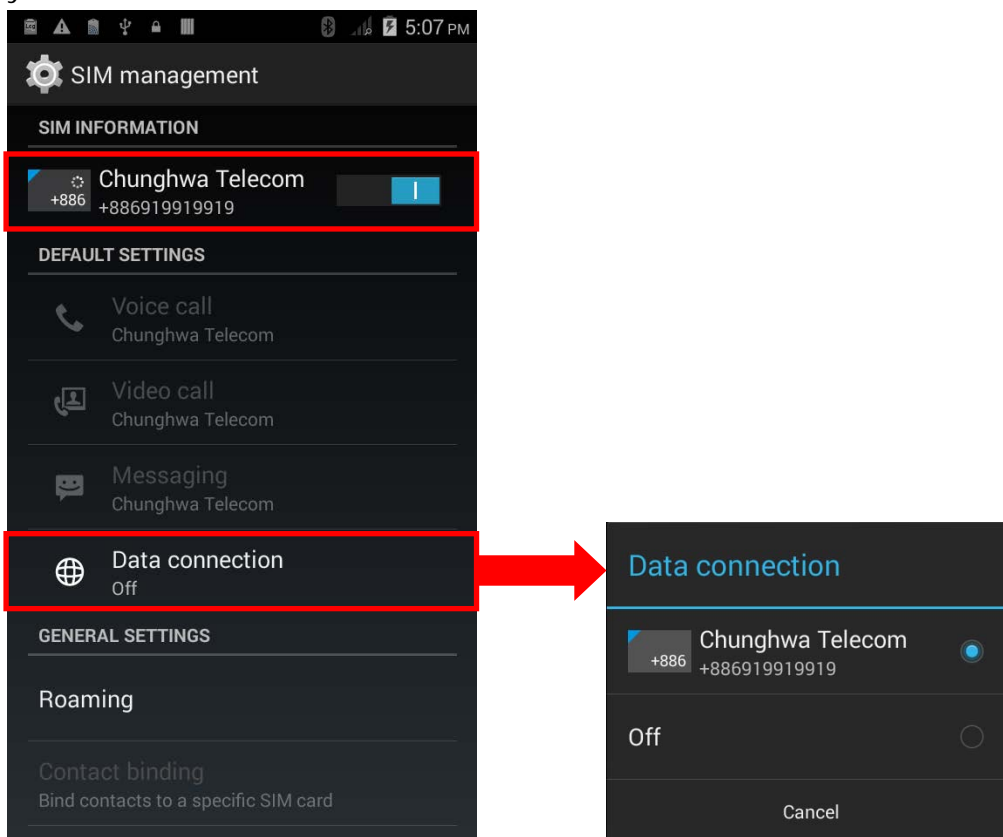 5:07 PM
SIM management
SIM INFORMATION
Chunghwa Telecom
+886
+886919919919
DEFAULT SETTINGS
Voice call
Chunghwa Telecom
Video call
Chunghwa Telecom
Messaging
Chunghwa Telecom
Data connection
Off
GENERAL SETTINGS
Roaming
Contact binding
Bind contacts to a specific SIM card
Data connection
Chunghwa Telecom
+886
+886919919919
Off
Cancel